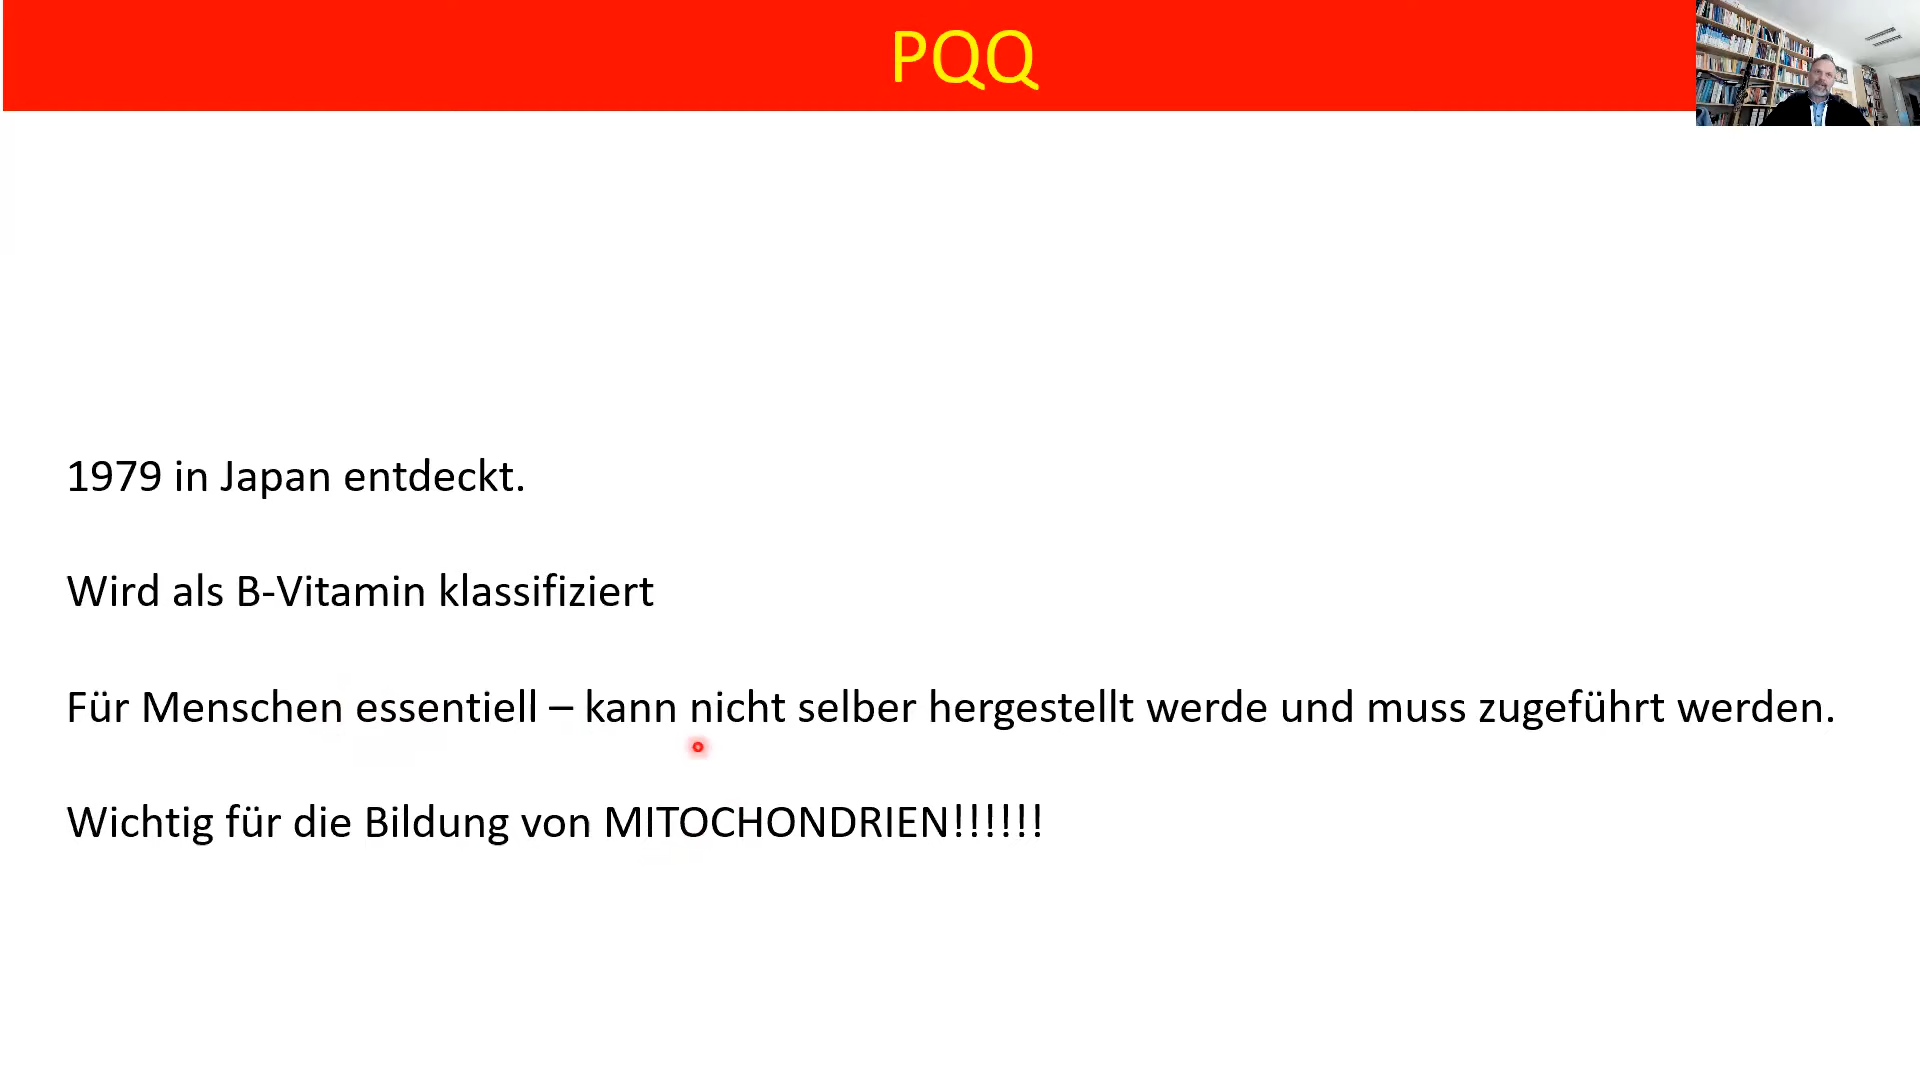 PQQ
1979 in Japan entdeckt.
Wird als B-Vitamin klassifiziert
Für Menschen essentiell – kann nicht selber hergestellt werde und muss zugeführt werden.
Wichtig für die Bildung von MITOCHONDRIEN!!!!!!